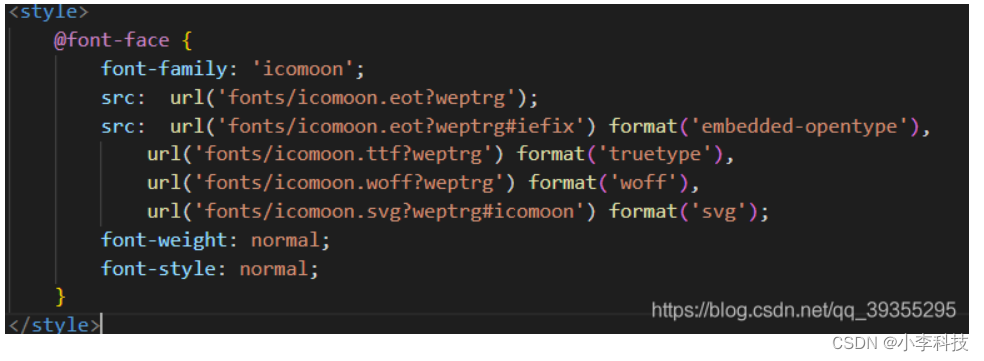 <style>
@font-face {
font-family: 'icomoon';
src:  url('fonts/icomoon.eot?weptrg');
src:  url('fonts/icomoon.eot?weptrg#iefix') format('embedded-opentype'),
url('fonts/icomoon.ttf?weptrg') format('truetype'),
url('fonts/icomoon.woff?weptrg') format('woff'),
url('fonts/icomoon.svg?weptrg#icomoon') format('svg');
font-weight: normal;
font-style: normal;
}
</style>
https://blog.csdn.net/qq_39355295
CSDN @小李科技